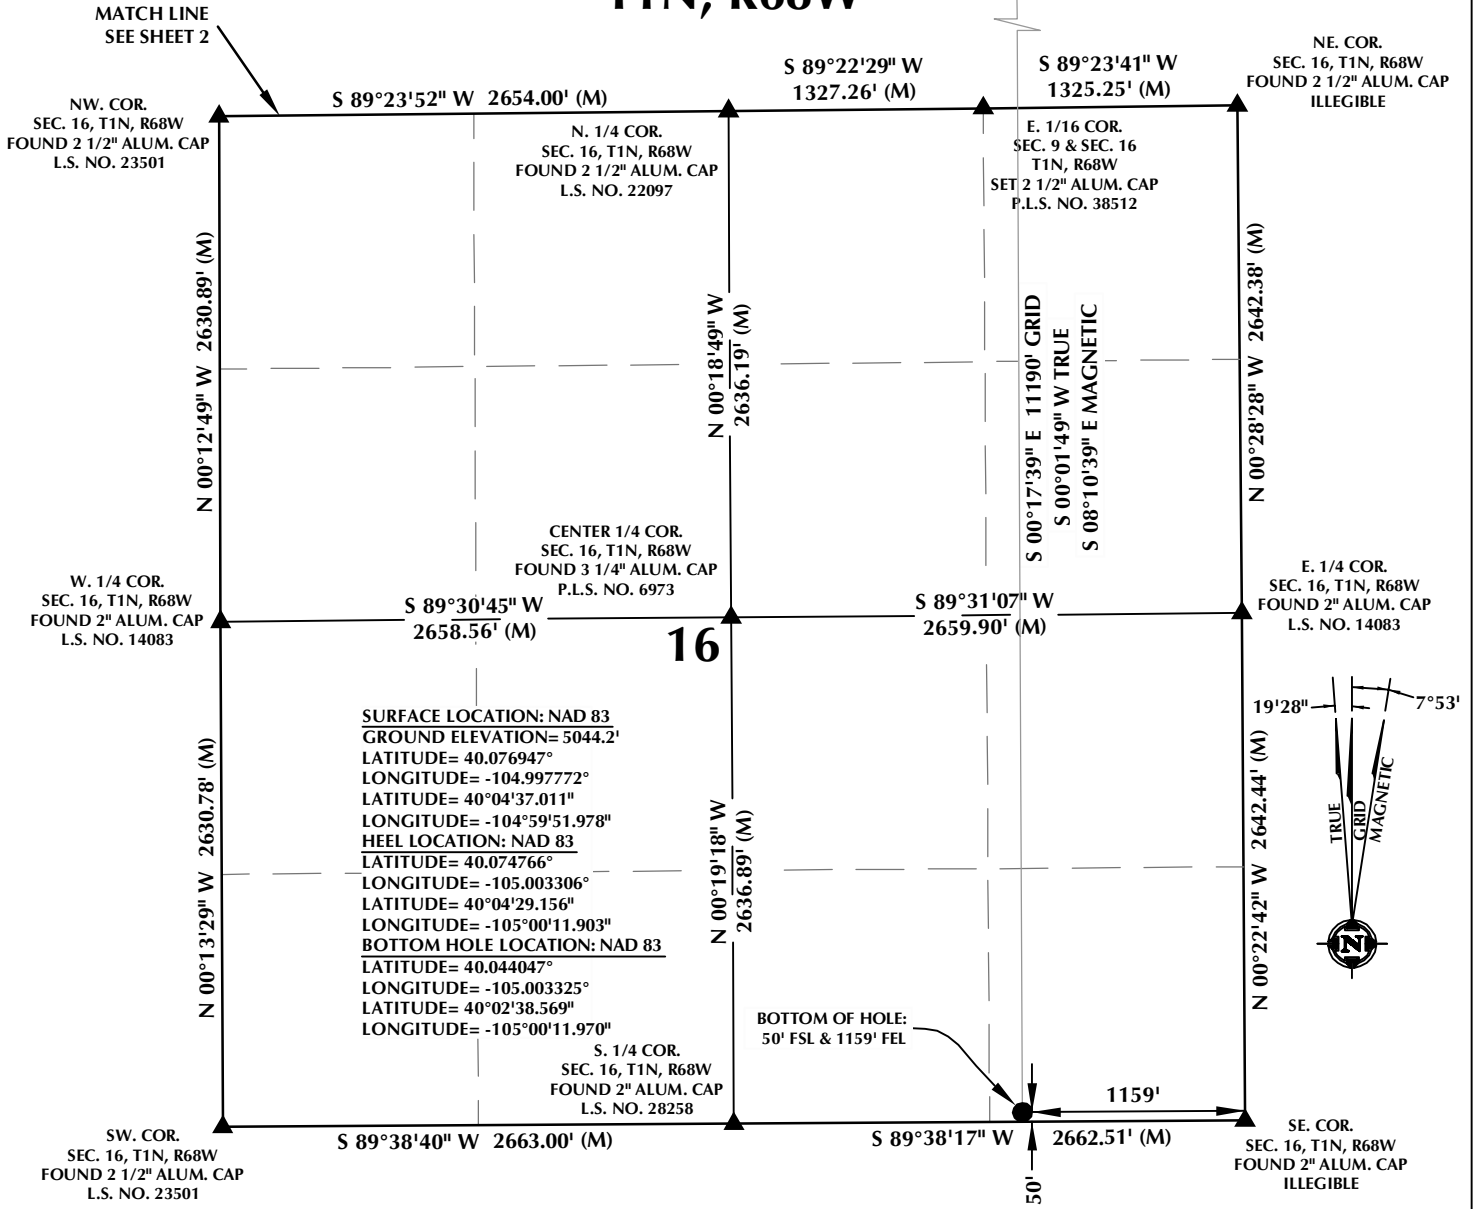 T1N, R68W
MATCH LINE
SEE SHEET 2
NW. COR.
SEC. 16, T1N, R68W
FOUND 2 1/2" ALUM. CAP
L.S. NO. 23501
S 89°23'52" W 2654.00' (M)
N. 1/4 COR.
SEC. 16, T1N, R68W
FOUND 2 1/2" ALUM. CAP
L.S. NO. 22097
S 89°22'29" W
1327.26' (M)
S 89°23'41" W
1325.25' (M)
E. 1/16 COR.
SEC. 9 & SEC. 16
T1N, R68W
SET 2 1/2" ALUM. CAP
P.L.S. NO. 38512
NE. COR.
SEC. 16, T1N, R68W
FOUND 2 1/2" ALUM. CAP
ILLEGIBLE
N 00°12'49" W 2630.89' (M)
N 00°18'49" W
2636.19' (M)
S 00°17'39" E 11190' GRID
S 00°01'49" W TRUE
S 08°10'39" E MAGNETIC
N 00°28'28" W 2642.38' (M)
W. 1/4 COR.
SEC. 16, T1N, R68W
FOUND 2" ALUM. CAP
L.S. NO. 14083
CENTER 1/4 COR.
SEC. 16, T1N, R68W
FOUND 3 1/4" ALUM. CAP
P.L.S. NO. 6973
S 89°30'45" W
2658.56' (M)
16
S 89°31'07" W
2659.90' (M)
E. 1/4 COR.
SEC. 16, T1N, R68W
FOUND 2" ALUM. CAP
L.S. NO. 14083
19'28"
7°53'
TRUE
GRID
MAGNETIC
N
SURFACE LOCATION: NAD 83
GROUND ELEVATION= 5044.2'
LATITUDE= 40.076947°
LONGITUDE= -104.997772°
LATITUDE= 40°04'37.011"
LONGITUDE= -104°59'51.978"
HEEL LOCATION: NAD 83
LATITUDE= 40.074766°
LONGITUDE= -105.003306°
LATITUDE= 40°04'29.156"
LONGITUDE= -105°00'11.903"
BOTTOM HOLE LOCATION: NAD 83
LATITUDE= 40.044047°
LONGITUDE= -105.003325°
LATITUDE= 40°02'38.569"
LONGITUDE= -105°00'11.970"
N 00°13'29" W 2630.78' (M)
N 00°19'18" W
2636.89' (M)
N 00°22'42" W 2642.44' (M)
BOTTOM OF HOLE:
50' FSL & 1159' FEL
1159'
50'
S. 1/4 COR.
SEC. 16, T1N, R68W
FOUND 2" ALUM. CAP
L.S. NO. 28258
SW. COR.
SEC. 16, T1N, R68W
FOUND 2 1/2" ALUM. CAP
L.S. NO. 23501
S 89°38'40" W 2663.00' (M)
S 89°38'17" W 2662.51' (M)
SE. COR.
SEC. 16, T1N, R68W
FOUND 2" ALUM. CAP
ILLEGIBLE